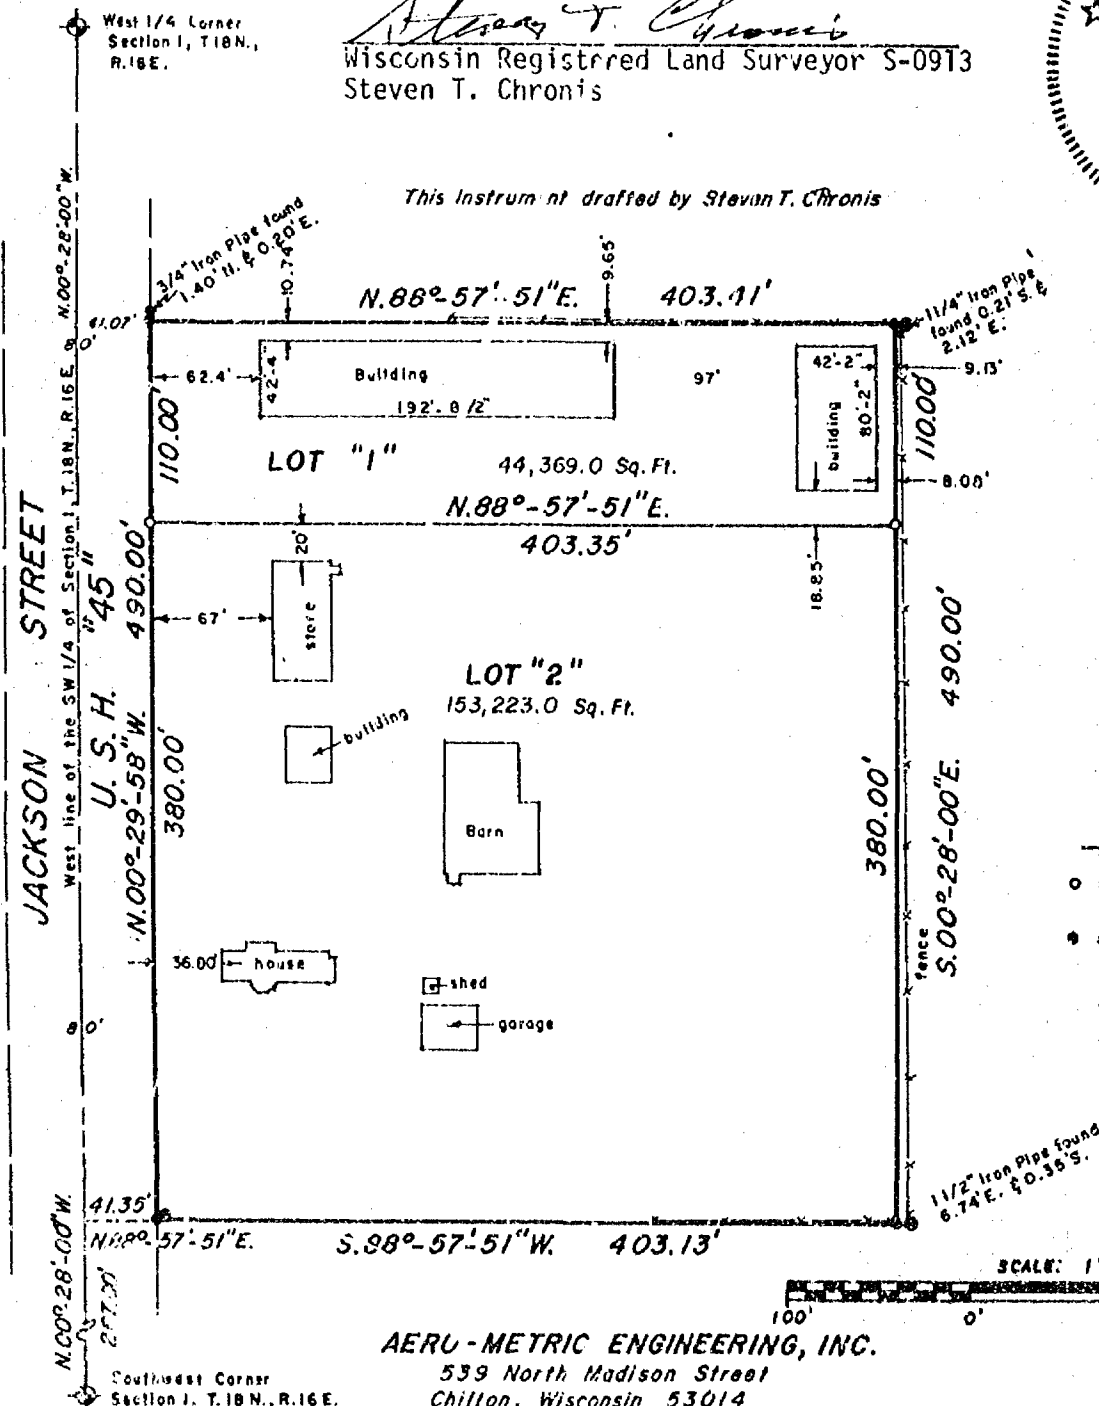 West 1/4 Corner
Section 1, T18N.,
R.16E.
Steven T. Chronis
Wisconsin Registered Land Surveyor S-0913
Steven T. Chronis
This Instrum nt drafted by Steven T. Chronis
N.00°-28'-00"W.
3/4" Iron Pipe found
1.40' N. & 0.20' E.
10.74'
9.65'
N.88°-57'-51"E. 403.41'
1 1/4" Iron Pipe
found 0.21' S. &
2.12' E.
41.07'
62.4'
42'-4"
Building
192'-8 1/2"
97'
42'-2"
80'-2"
building
9.13'
110.00'
110.00'
8.08'
LOT "1"
44,369.0 Sq. Ft.
N.88°-57'-51"E.
403.35'
20'
18.85'
67'
store
490.00'
490.00'
LOT "2"
153,223.0 Sq. Ft.
building
Barn
JACKSON STREET
West line of the SW 1/4 of Section 1, T.18N., R.16E.
U. S. H. "45"
N.00°-29'-58"W.
380.00'
380.00'
S.00°-28'-00"E.
fence
36.00'
house
shed
garage
80'
1 1/2" Iron Pipe found
6.74' E. & 0.35' S.
41.35'
N.88°-57'-51"E.
S.88°-57'-51"W. 403.13'
N.00°-28'-00"W.
SCALE: 1"
100' 0'
AERO-METRIC ENGINEERING, INC.
539 North Madison Street
Chilton, Wisconsin 53014
Southwest Corner
Section 1, T.18N., R.16E.